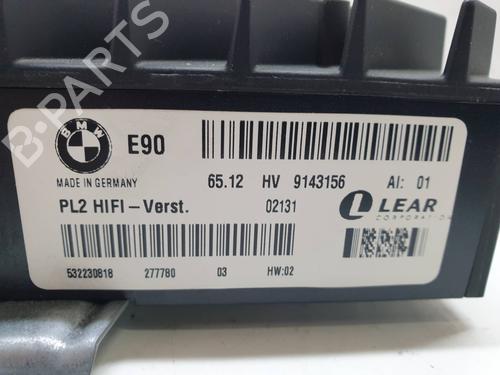 B-PARTS
BMW
E90
MADE IN GERMANY
65.12 HV 9143156 AI: 01
PL2 HIFI-Verst.
02131
L LEAR
CORPORATION
532230818 277780 03 HW:02